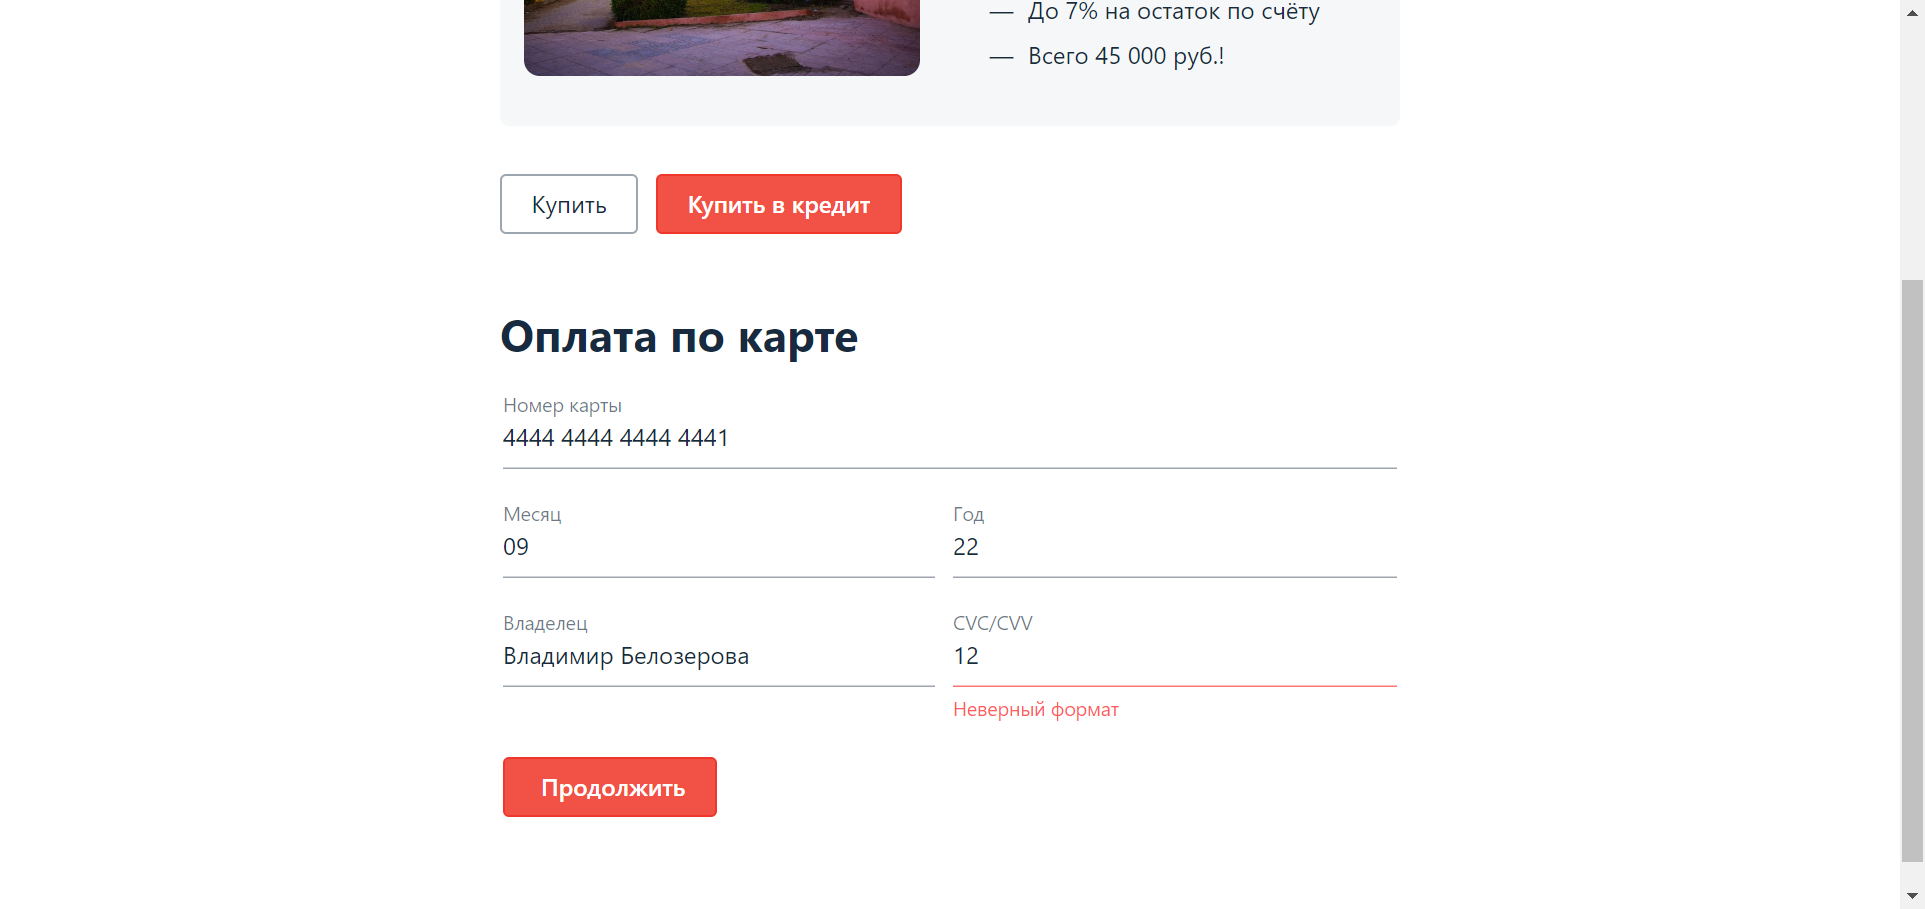 — До 7% на остаток по счёту
— Всего 45 000 руб.!
Купить Купить в кредит
Оплата по карте
Номер карты
4444 4444 4444 4441
Месяц Год
09 22
Владелец CVC/CVV
Владимир Белозерова 12
Неверный формат
Продолжить